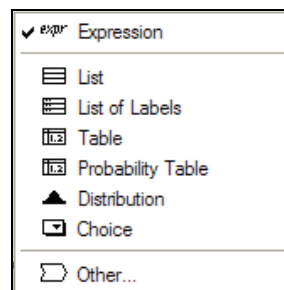 expr Expression
List
List of Labels
Table
Probability Table
Distribution
Choice
Other...